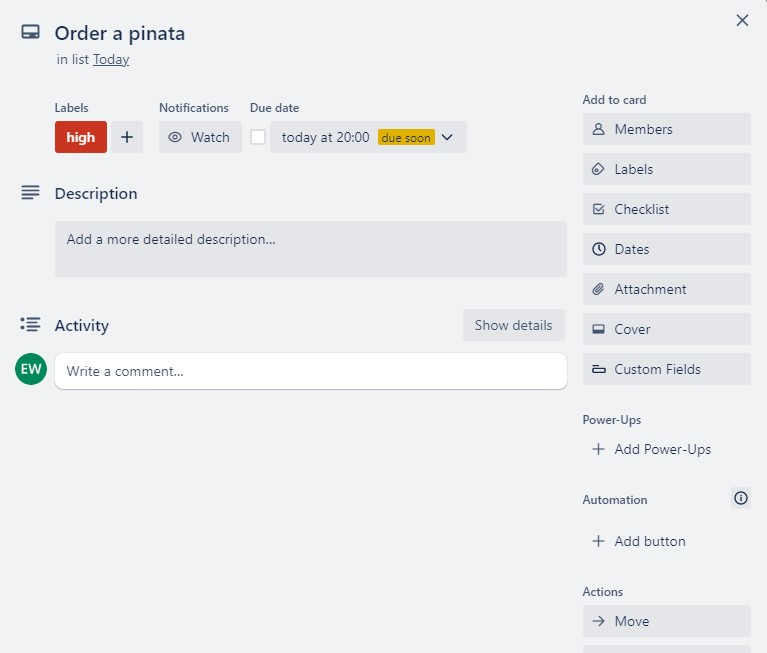 Order a pinata
in list Today
Labels
high
Notifications
Watch
Due date
today at 20:00 due soon
Description
Add a more detailed description...
Activity
Show details
EW
Write a comment...
Add to card
Members
Labels
Checklist
Dates
Attachment
Cover
Custom Fields
Power-Ups
Add Power-Ups
Automation
Add button
Actions
Move